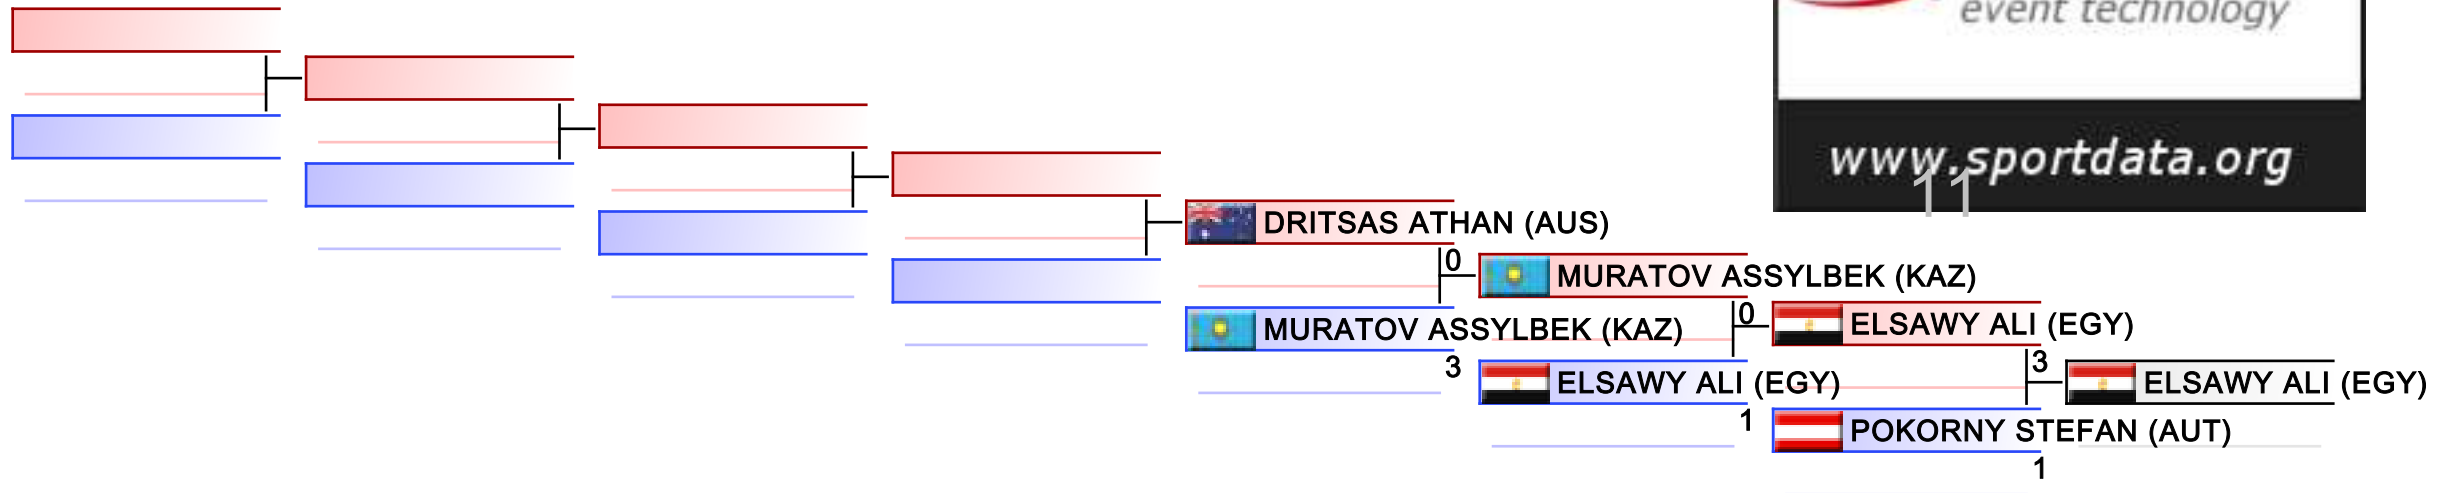 event technology
www.sportdata.org
11
DRITSAS ATHAN (AUS)
0
MURATOV ASSYLBEK (KAZ)
MURATOV ASSYLBEK (KAZ)
3
0
ELSAWY ALI (EGY)
ELSAWY ALI (EGY)
1
3
ELSAWY ALI (EGY)
POKORNY STEFAN (AUT)
1